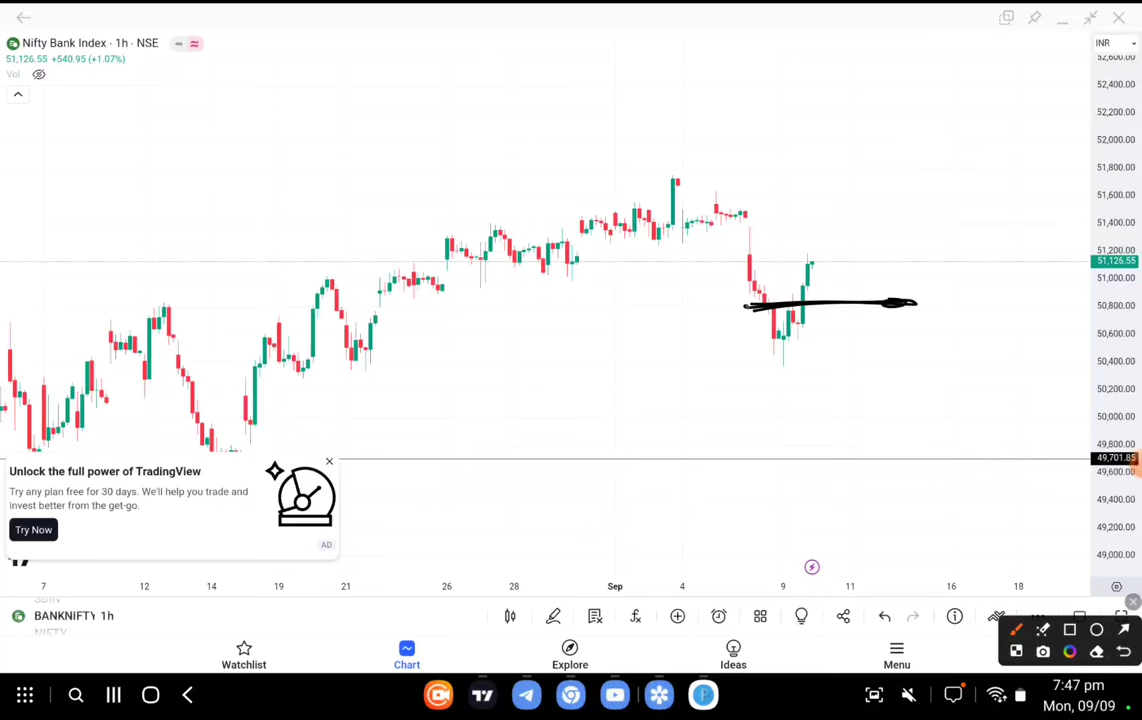 Nifty Bank Index · 1h · NSE
51,126.55 +540.95 (+1.07%)
Vol
INR
52,600.00
52,400.00
52,200.00
52,000.00
51,800.00
51,600.00
51,400.00
51,200.00
51,126.55
51,000.00
50,800.00
50,600.00
50,400.00
50,200.00
50,000.00
49,800.00
49,701.85
49,600.00
49,400.00
49,200.00
49,000.00
Unlock the full power of TradingView
Try any plan free for 30 days. We'll help you trade and
invest better from the get-go.
Try Now
AD
7 12 14 19 21 26 28 Sep 4 9 11 16 18
SBIN
BANKNIFTY 1h
NIFTY
Watchlist Chart Explore Ideas Menu
7:47 pm
Mon, 09/09